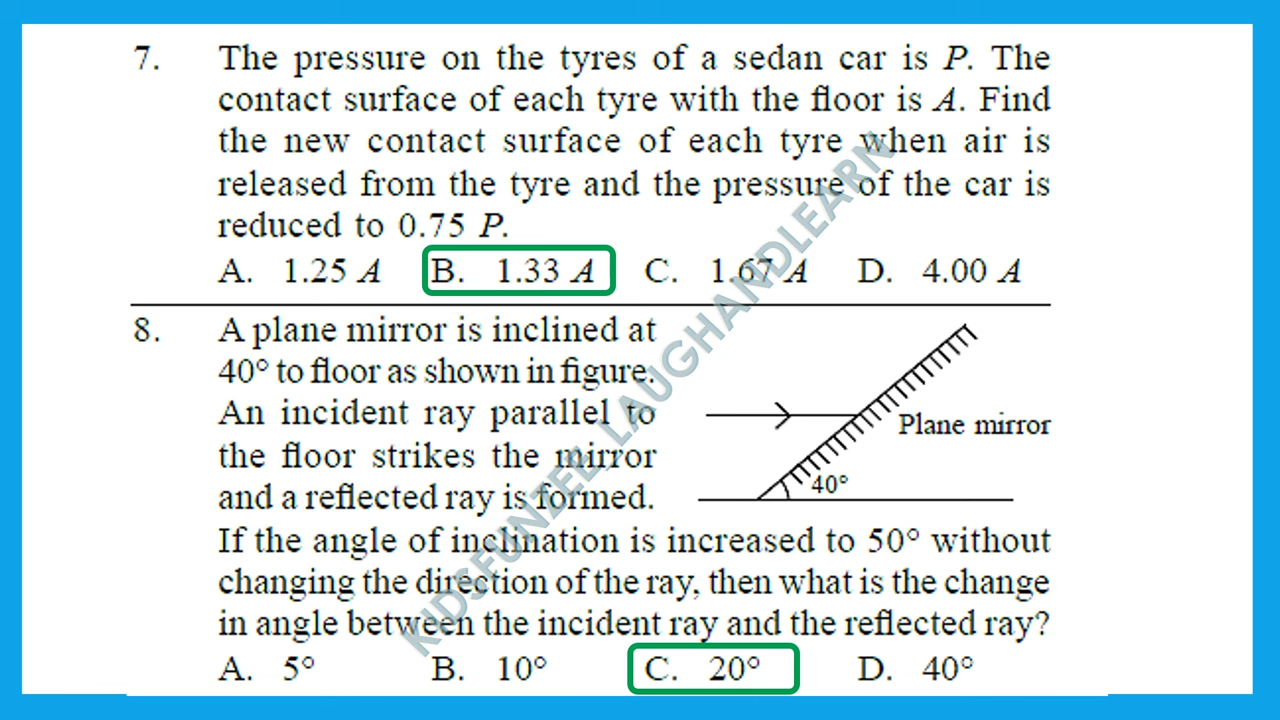 7. The pressure on the tyres of a sedan car is P. The
contact surface of each tyre with the floor is A. Find
the new contact surface of each tyre when air is
released from the tyre and the pressure of the car is
reduced to 0.75 P.
A. 1.25 A B. 1.33 A C. 1.67 A D. 4.00 A
8. A plane mirror is inclined at
40° to floor as shown in figure.
An incident ray parallel to
the floor strikes the mirror
and a reflected ray is formed.
Plane mirror
40°
If the angle of inclination is increased to 50° without
changing the direction of the ray, then what is the change
in angle between the incident ray and the reflected ray?
A. 5° B. 10° C. 20° D. 40°
KIDSFUNZEE_LAUGHANDLEARN